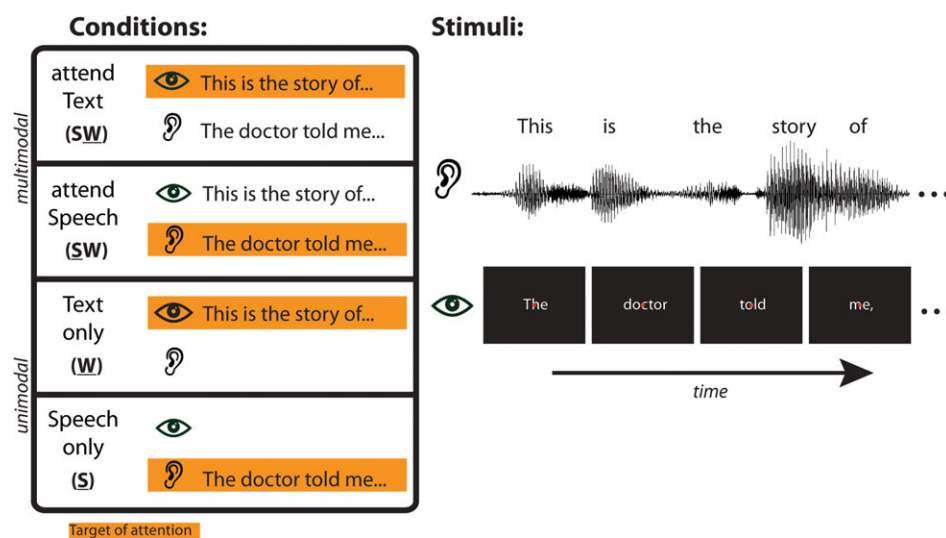 Conditions:
multimodal
attend
Text
(SW)
This is the story of...
The doctor told me...
attend
Speech
(SW)
This is the story of...
The doctor told me...
unimodal
Text
only
(W)
This is the story of...
Speech
only
(S)
The doctor told me...
Target of attention
Stimuli:
This is the story of
...
The doctor told me, ..
time